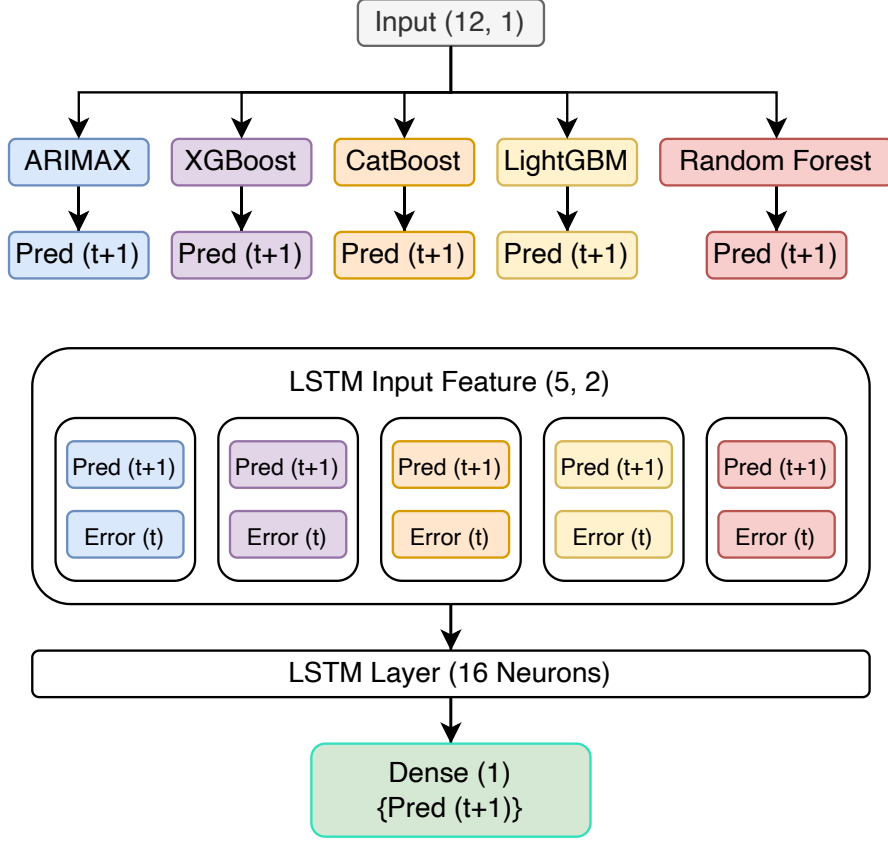 Input (12, 1)
ARIMAX
XGBoost
CatBoost
LightGBM
Random Forest
Pred (t+1)
Pred (t+1)
Pred (t+1)
Pred (t+1)
Pred (t+1)
LSTM Input Feature (5, 2)
Pred (t+1)
Pred (t+1)
Pred (t+1)
Pred (t+1)
Pred (t+1)
Error (t)
Error (t)
Error (t)
Error (t)
Error (t)
LSTM Layer (16 Neurons)
Dense (1)
{Pred (t+1)}